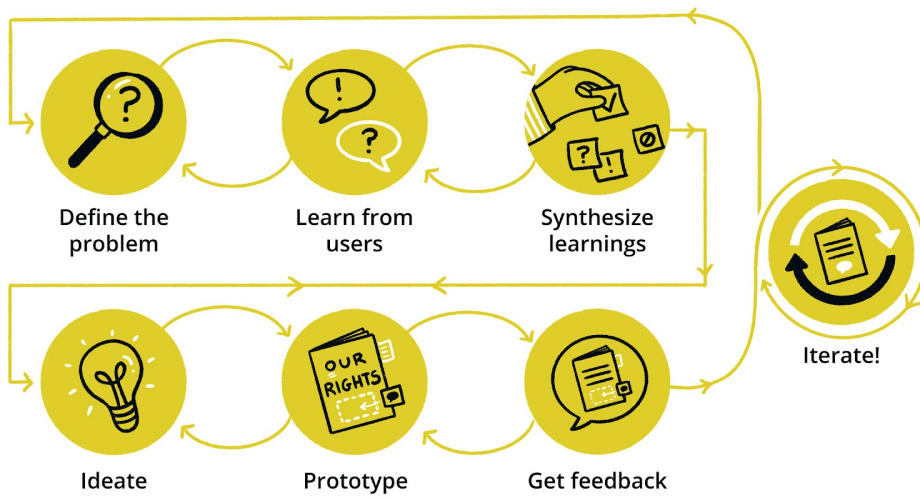 Define the
problem
Learn from
users
Synthesize
learnings
Iterate!
OUR
RIGHTS
Ideate
Prototype
Get feedback